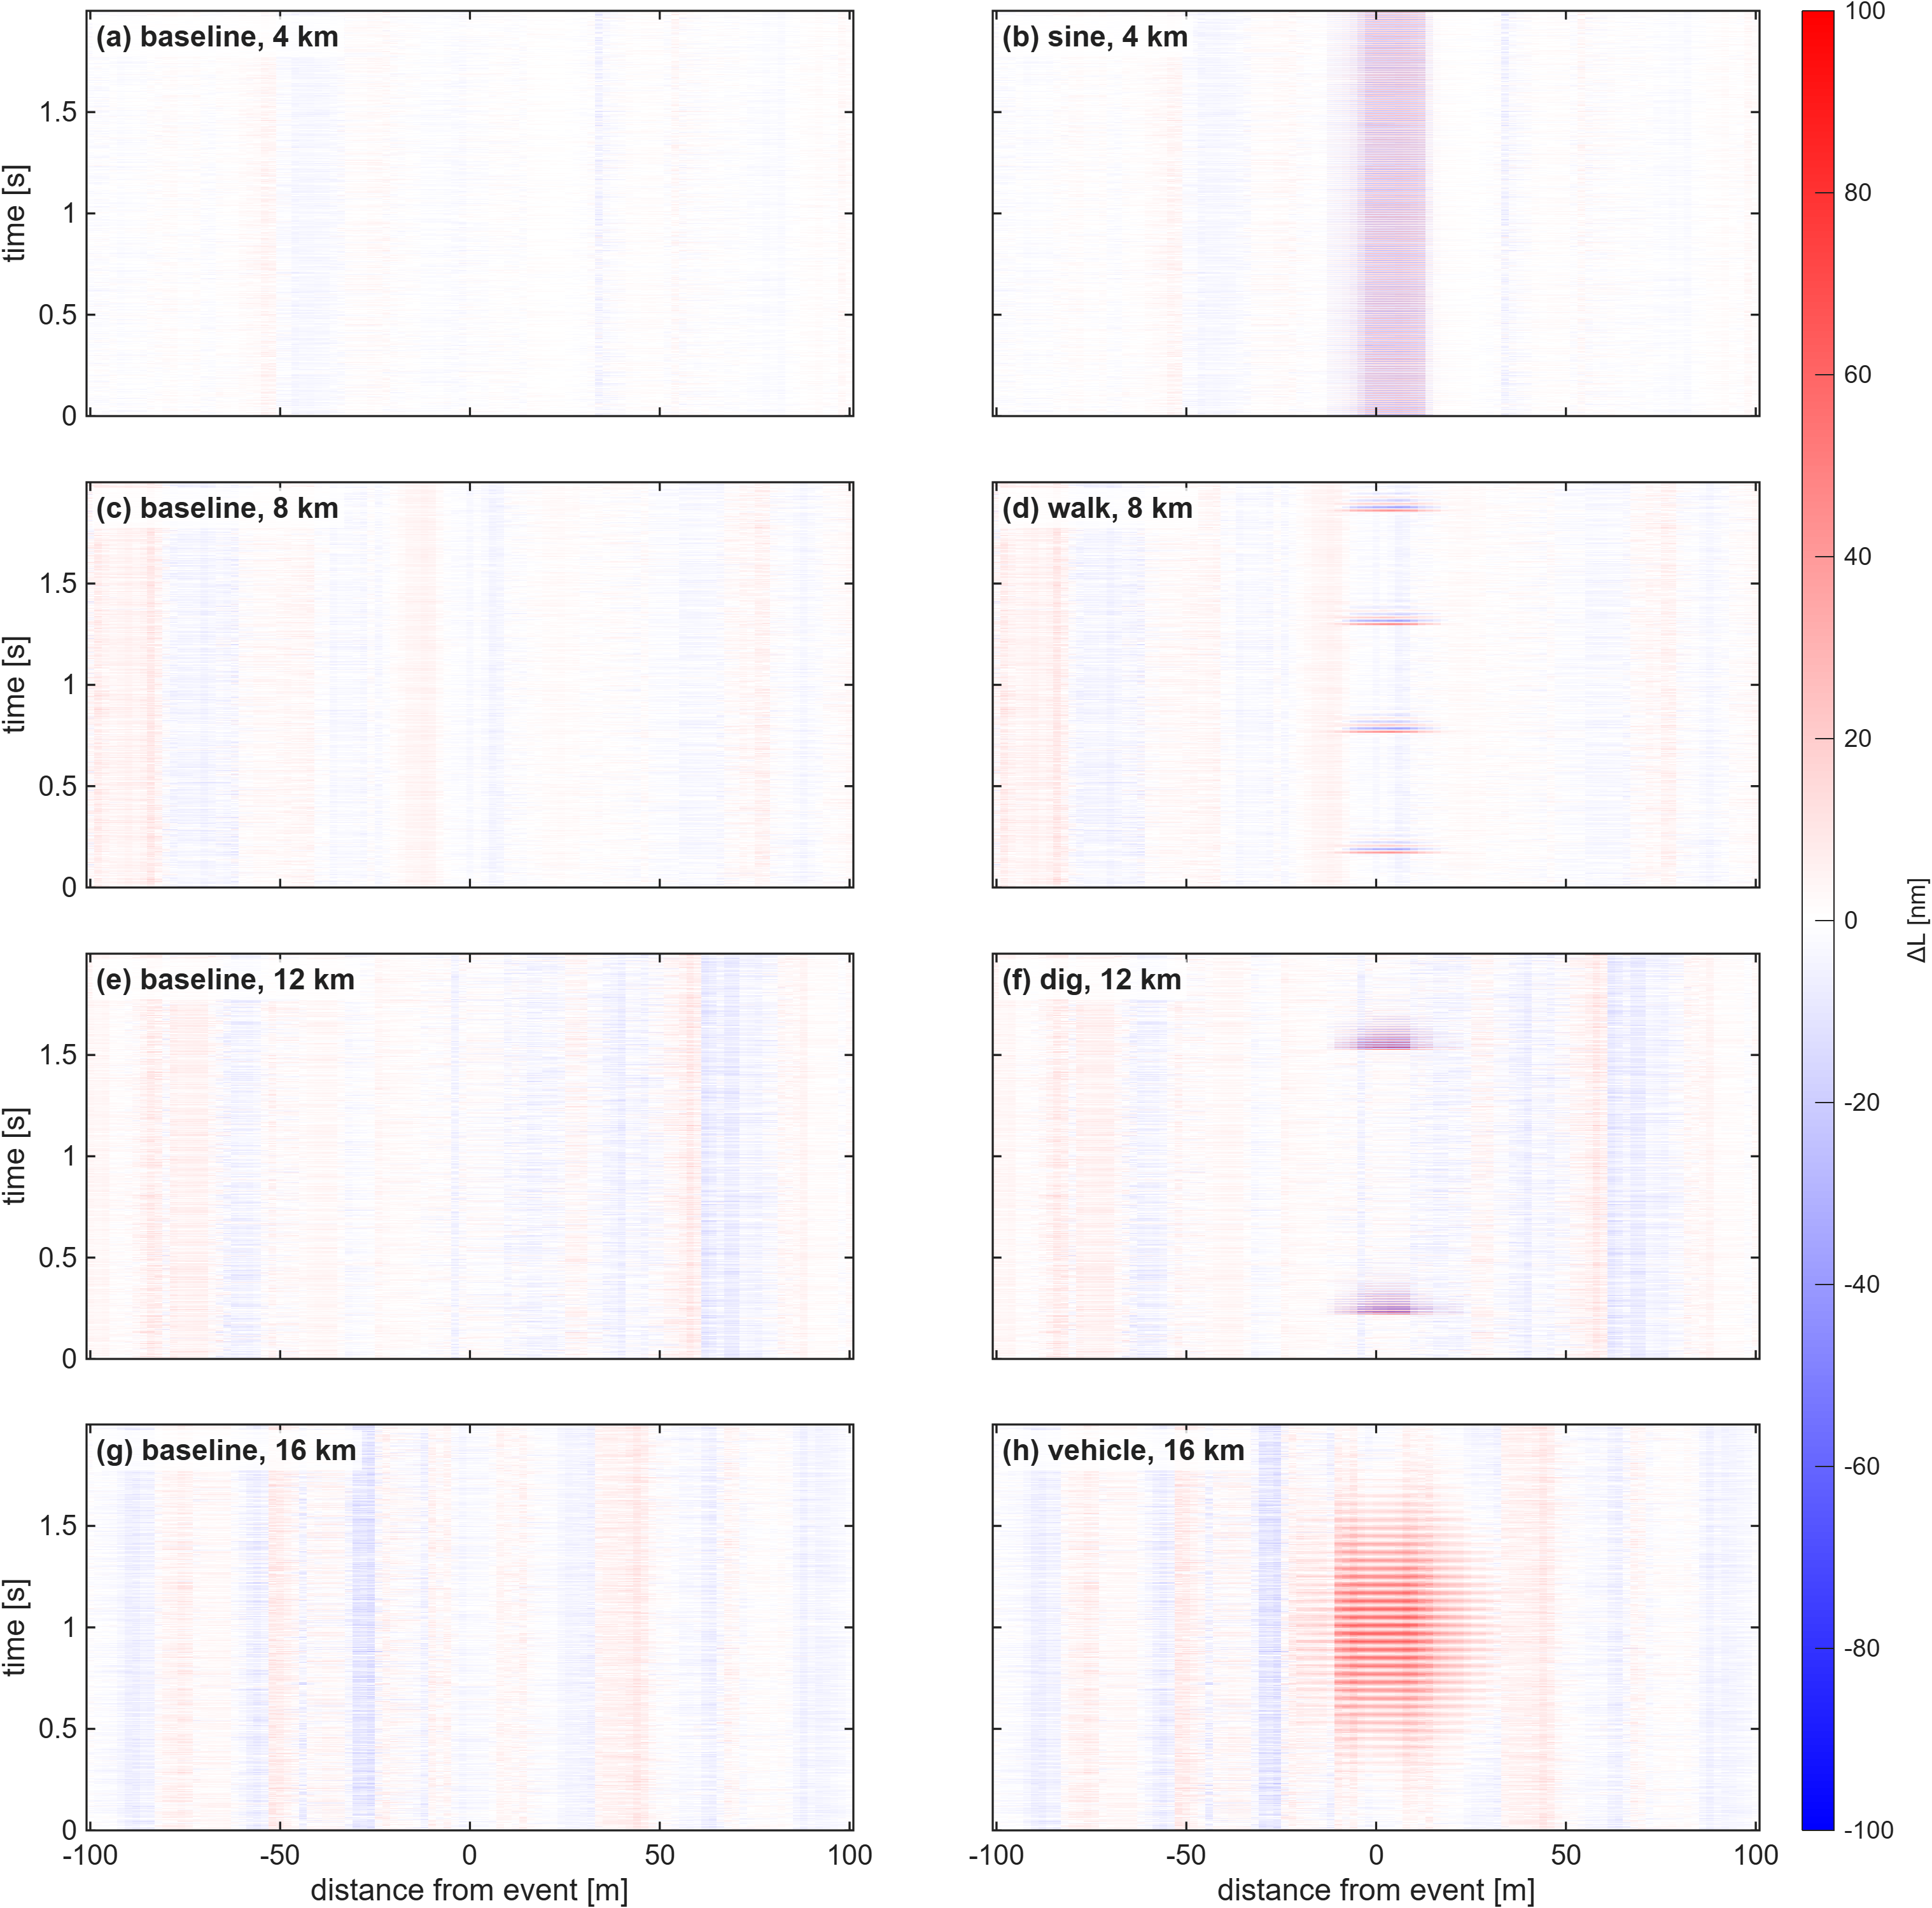 (a) baseline, 4 km
(b) sine, 4 km
100
80
60
40
20
0
-20
-40
-60
-80
-100
ΔL [nm]
time [s]
1.5
1
0.5
0
(c) baseline, 8 km
(d) walk, 8 km
time [s]
1.5
1
0.5
0
(e) baseline, 12 km
(f) dig, 12 km
time [s]
1.5
1
0.5
0
(g) baseline, 16 km
(h) vehicle, 16 km
time [s]
1.5
1
0.5
0
-100 -50 0 50 100
-100 -50 0 50 100
distance from event [m]
distance from event [m]